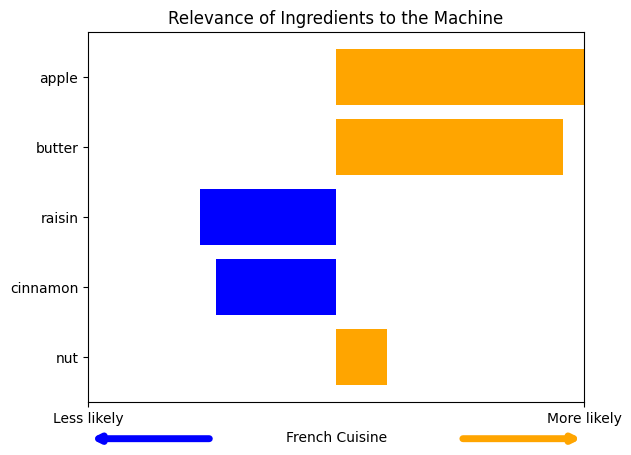 Relevance of Ingredients to the Machine
apple
butter
raisin
cinnamon
nut
Less likely More likely
French Cuisine